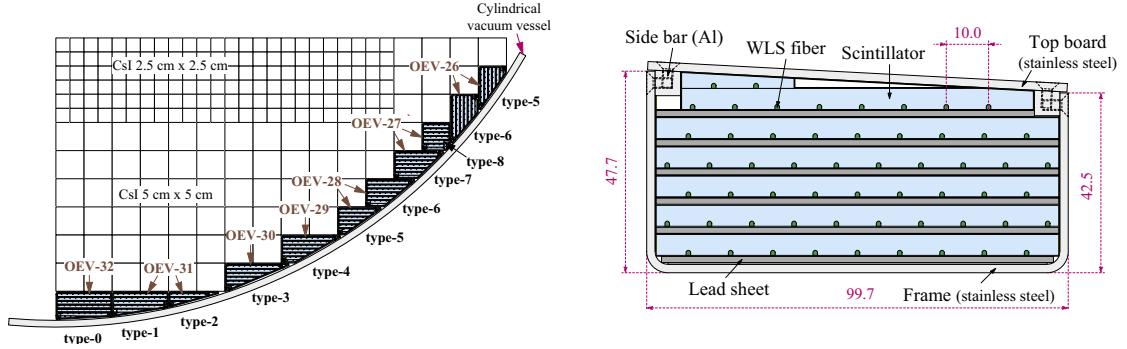 Cylindrical
vacuum vessel
CsI 2.5 cm x 2.5 cm
OEV-26
type-5
OEV-27
type-6
type-8
type-7
OEV-28
CsI 5 cm x 5 cm
type-6
OEV-29
type-5
OEV-30
type-4
OEV-32
OEV-31
type-3
type-2
type-1
type-0
Side bar (Al)
WLS fiber
Scintillator
10.0
Top board
(stainless steel)
47.7
42.5
Lead sheet
99.7
Frame (stainless steel)